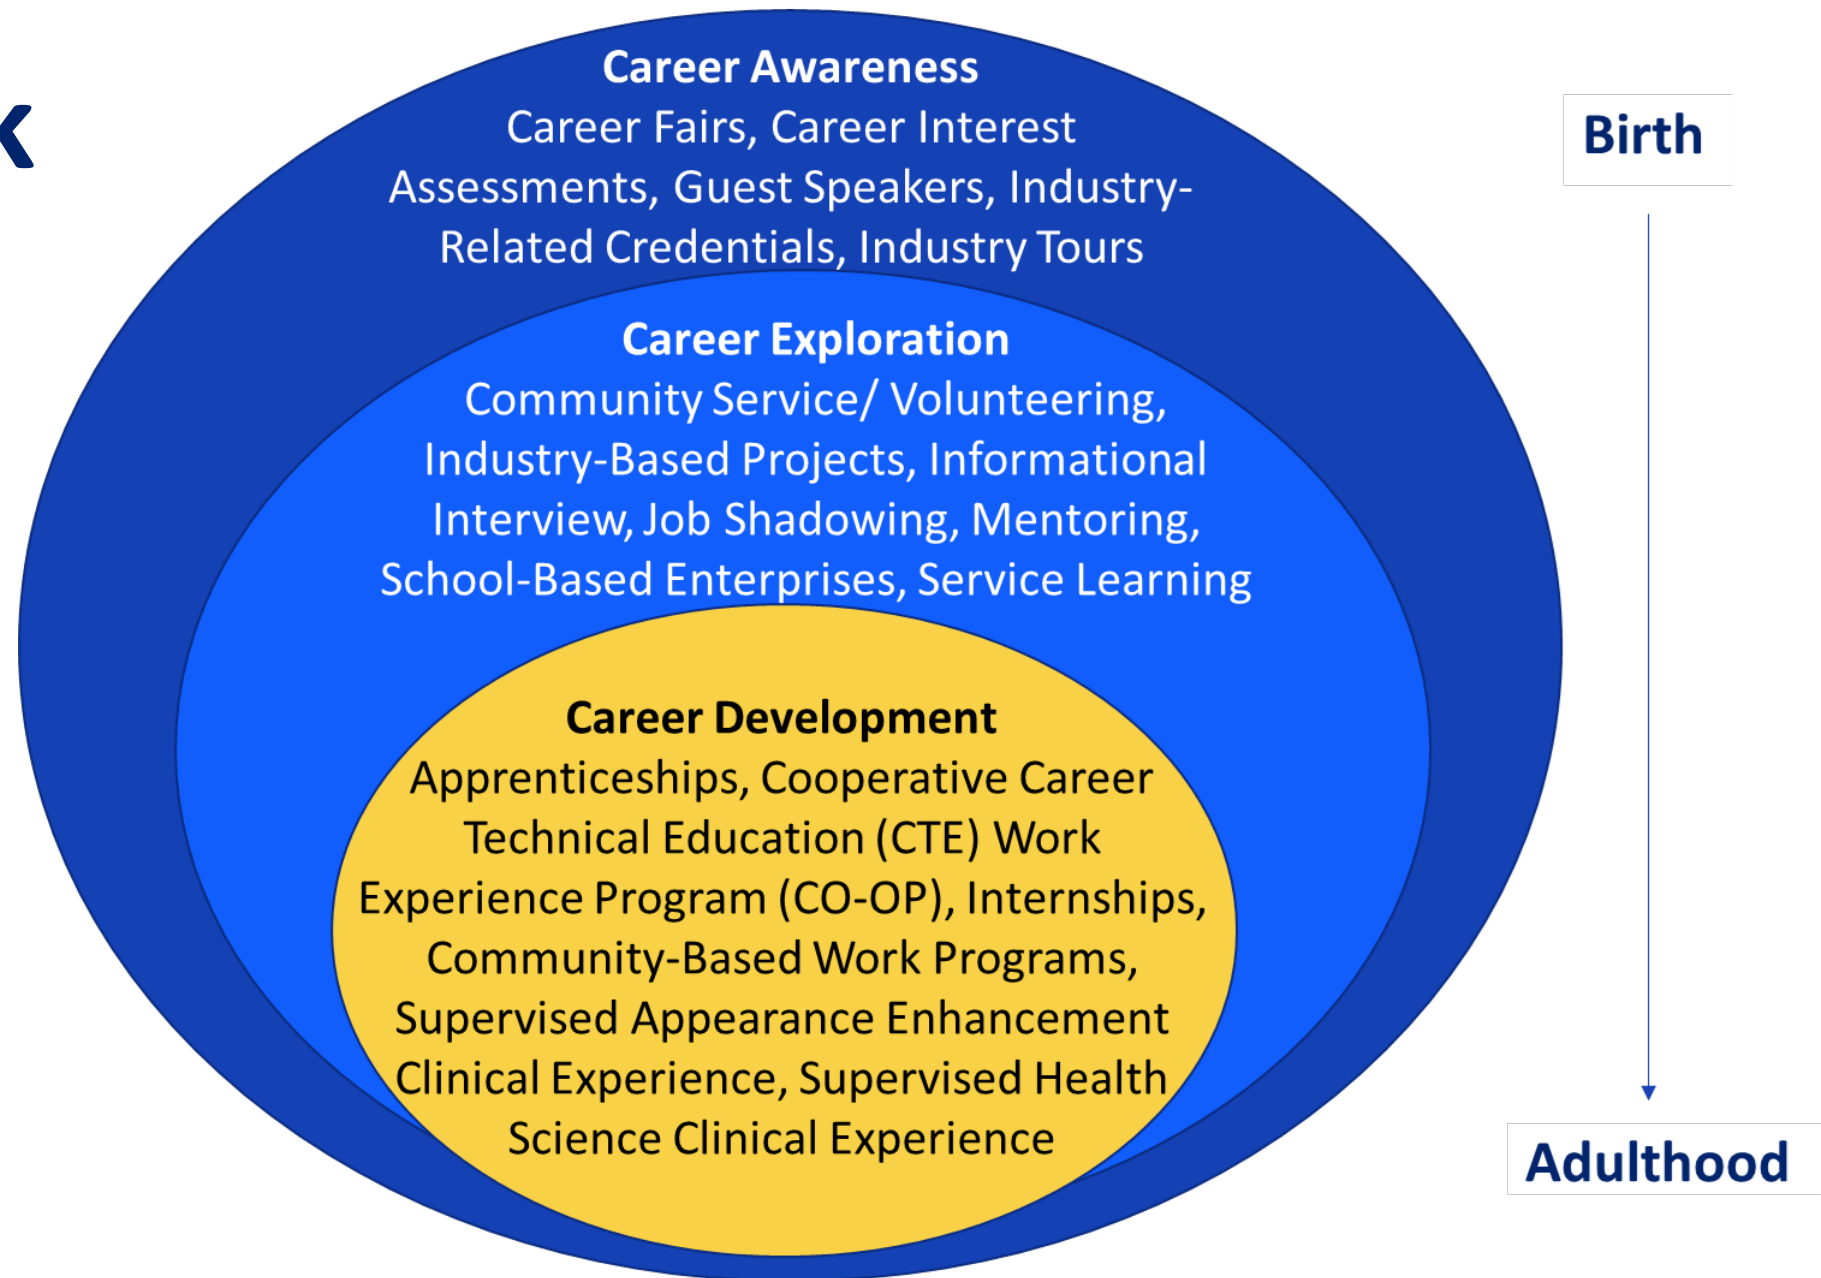 k
Career Awareness
Career Fairs, Career Interest
Assessments, Guest Speakers, Industry-
Related Credentials, Industry Tours
Career Exploration
Community Service/ Volunteering,
Industry-Based Projects, Informational
Interview, Job Shadowing, Mentoring,
School-Based Enterprises, Service Learning
Career Development
Apprenticeships, Cooperative Career
Technical Education (CTE) Work
Experience Program (CO-OP), Internships,
Community-Based Work Programs,
Supervised Appearance Enhancement
Clinical Experience, Supervised Health
Science Clinical Experience
Birth
Adulthood